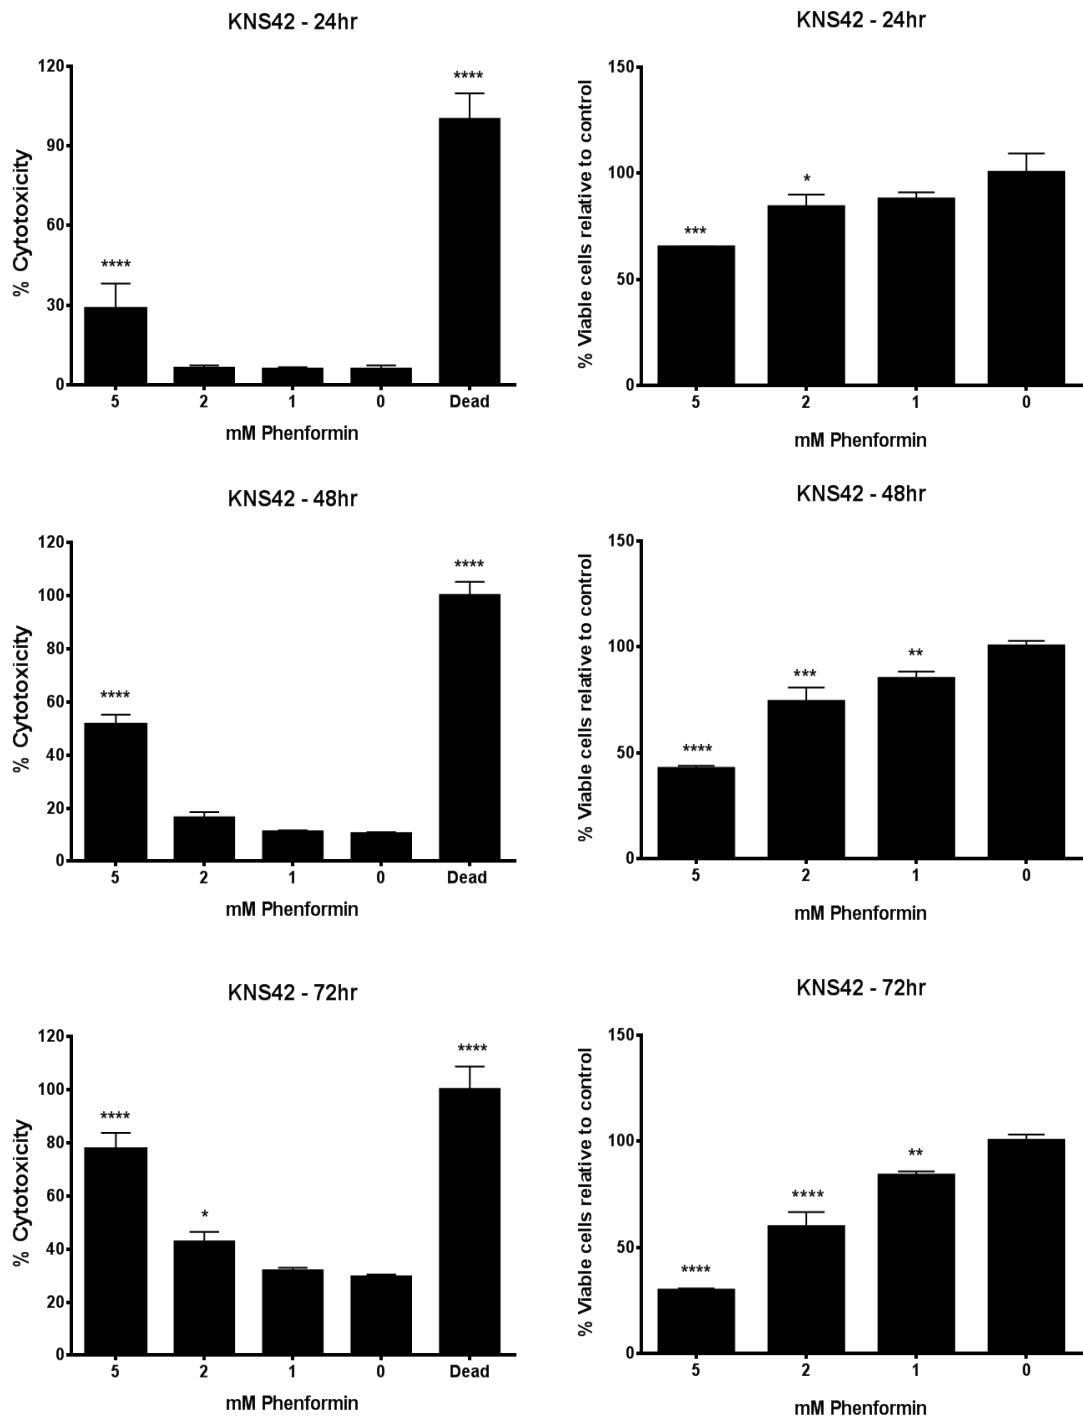 KNS42 - 24hr
% Cytotoxicity
120
90
60
30
0
****
****
5 2 1 0 Dead
mM Phenformin
KNS42 - 24hr
% Viable cells relative to control
150
100
50
0
***
*
5 2 1 0
mM Phenformin
KNS42 - 48hr
% Cytotoxicity
120
100
80
60
40
20
0
****
****
5 2 1 0 Dead
mM Phenformin
KNS42 - 48hr
% Viable cells relative to control
150
100
50
0
****
***
**
5 2 1 0
mM Phenformin
KNS42 - 72hr
% Cytotoxicity
120
100
80
60
40
20
0
****
*
****
5 2 1 0 Dead
mM Phenformin
KNS42 - 72hr
% Viable cells relative to control
150
100
50
0
****
****
**
5 2 1 0
mM Phenformin